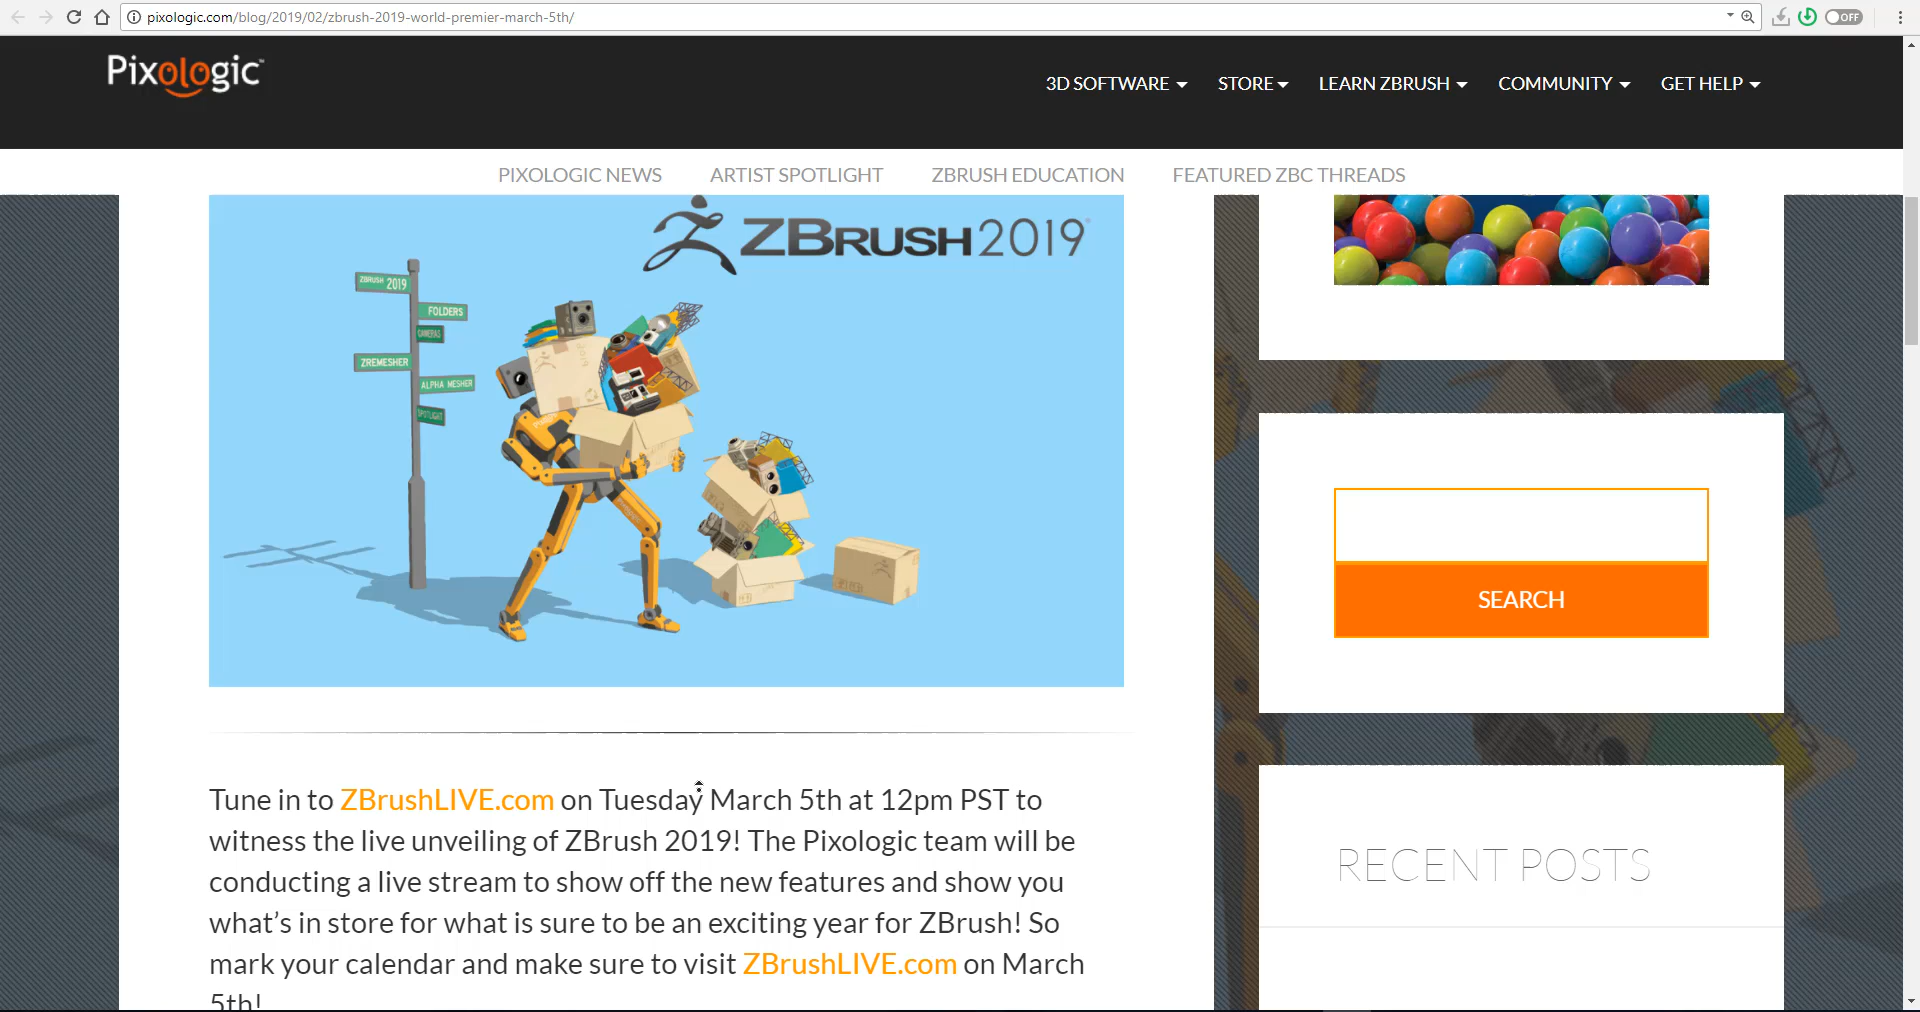 pixologic.com/blog/2019/02/zbrush-2019-world-premier-march-5th/
OFF
Pixologic
3D SOFTWARE STORE LEARN ZBRUSH COMMUNITY GET HELP
PIXOLOGIC NEWS ARTIST SPOTLIGHT ZBRUSH EDUCATION FEATURED ZBC THREADS
ZBRUSH 2019
ZBRUSH 2019
FOLDERS
CAMERAS
ZREMESHER
ALPHA MESHER
SPOTLIGHT
2019
SEARCH
Tune in to ZBrushLIVE.com on Tuesday March 5th at 12pm PST to
witness the live unveiling of ZBrush 2019! The Pixologic team will be
conducting a live stream to show off the new features and show you
what’s in store for what is sure to be an exciting year for ZBrush! So
mark your calendar and make sure to visit ZBrushLIVE.com on March
5th!
RECENT POSTS